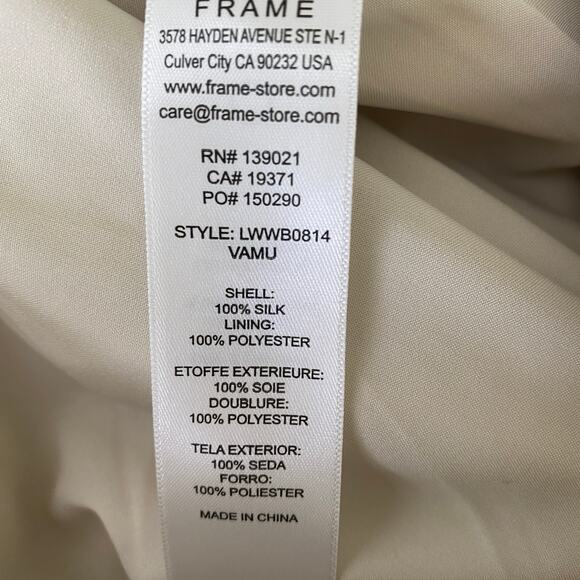 FRAME
3578 HAYDEN AVENUE STE N-1
Culver City CA 90232 USA
www.frame-store.com
care@frame-store.com
RN# 139021
CA# 19371
PO# 150290
STYLE: LWWB0814
VAMU
SHELL:
100% SILK
LINING:
100% POLYESTER
ETOFFE EXTERIEURE:
100% SOIE
DOUBLURE:
100% POLYESTER
TELA EXTERIOR:
100% SEDA
FORRO:
100% POLIESTER
MADE IN CHINA